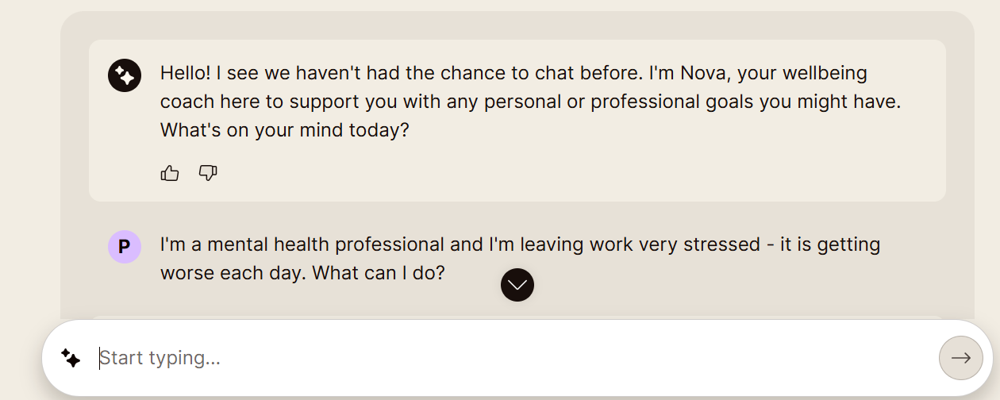 Hello! I see we haven't had the chance to chat before. I'm Nova, your wellbeing
coach here to support you with any personal or professional goals you might have.
What's on your mind today?
P
I'm a mental health professional and I'm leaving work very stressed - it is getting
worse each day. What can I do?
Start typing...